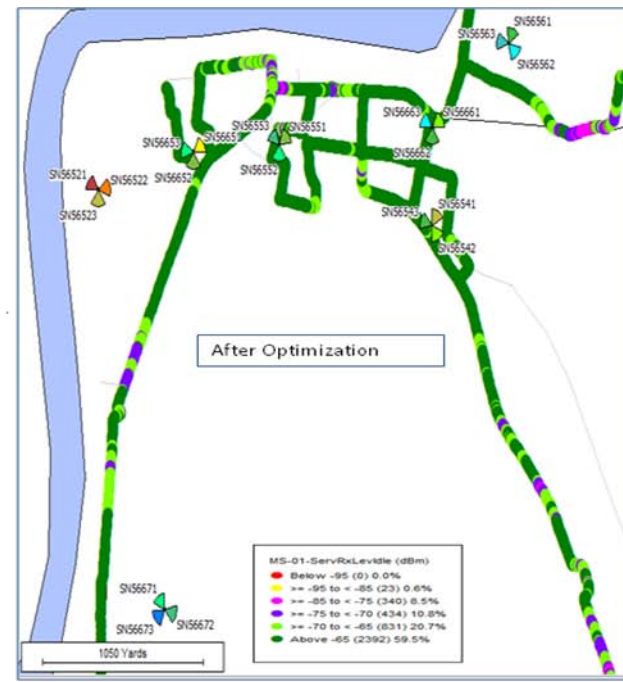 SN56561
SN56563
SN56562
SN56663
SN56661
SN56662
SN56553
SN56551
SN56552
SN56653
SN56651
SN56652
SN56521
SN56522
SN56523
SN56541
SN56543
SN56542
After Optimization
MS-01-ServRxLevIdle (dBm)
Below -95 (0) 0.0%
>= -95 to < -85 (23) 0.6%
>= -85 to < -75 (340) 8.5%
>= -75 to < -70 (434) 10.8%
>= -70 to < -65 (831) 20.7%
Above -65 (2392) 59.5%
SN56671
SN56672
SN56673
1050 Yards